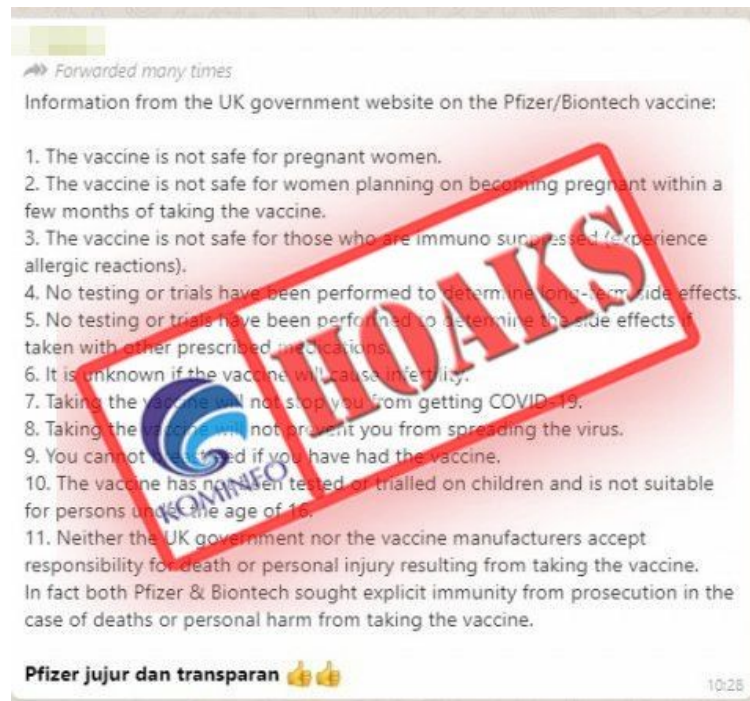 Forwarded many times
Information from the UK government website on the Pfizer/Biontech vaccine:
1. The vaccine is not safe for pregnant women.
2. The vaccine is not safe for women planning on becoming pregnant within a
few months of taking the vaccine.
3. The vaccine is not safe for those who are immuno suppressed (experience
allergic reactions).
4. No testing or trials have been performed to determine long-term side effects.
5. No testing or trials have been performed to determine the side effects if
taken with other prescribed medications.
6. It is unknown if the vaccine will cause infertility.
7. Taking the vaccine will not stop you from getting COVID-19.
8. Taking the vaccine will not prevent you from spreading the virus.
9. You cannot breastfeed if you have had the vaccine.
10. The vaccine has not been tested or trialled on children and is not suitable
for persons under the age of 16.
11. Neither the UK government nor the vaccine manufacturers accept
responsibility for death or personal injury resulting from taking the vaccine.
In fact both Pfizer & Biontech sought explicit immunity from prosecution in the
case of deaths or personal harm from taking the vaccine.
Pfizer jujur dan transparan 👍👍
10:28
HOAKS
KOMINFO